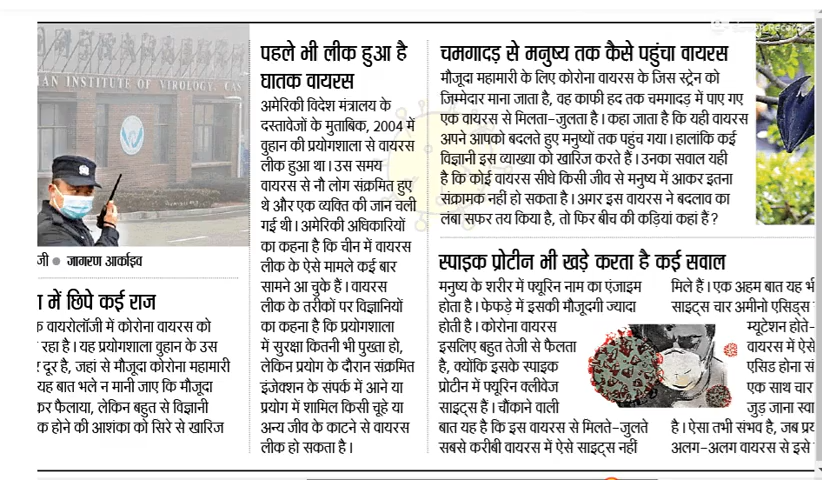 AN INSTITUTE OF VIROLOGY, CAS
जी ● जागरण आर्काइव
में छिपे कई राज
वायरोलॉजी में कोरोना वायरस को
रहा है। यह प्रयोगशाला वुहान के उस
दूर है, जहां से मौजूदा कोरोना महामारी
यह बात भले न मानी जाए कि मौजूदा
कर फैलाया, लेकिन बहुत से विज्ञानी
क होने की आशंका को सिरे से खारिज
पहले भी लीक हुआ है
घातक वायरस
अमेरिकी विदेश मंत्रालय के
दस्तावेजों के मुताबिक, 2004 में
वुहान की प्रयोगशाला से वायरस
लीक हुआ था। उस समय
वायरस से नौ लोग संक्रमित हुए
थे और एक व्यक्ति की जान चली
गई थी। अमेरिकी अधिकारियों
का कहना है कि चीन में वायरस
लीक के ऐसे मामले कई बार
सामने आ चुके हैं। वायरस
लीक के तरीकों पर विज्ञानियों
का कहना है कि प्रयोगशाला
में सुरक्षा कितनी भी पुख्ता हो,
लेकिन प्रयोग के दौरान संक्रमित
इंजेक्शन के संपर्क में आने या
प्रयोग में शामिल किसी चूहे या
अन्य जीव के काटने से वायरस
लीक हो सकता है।
चमगादड़ से मनुष्य तक कैसे पहुंचा वायरस
मौजूदा महामारी के लिए कोरोना वायरस के जिस स्ट्रेन को
जिम्मेदार माना जाता है, वह काफी हद तक चमगादड़ में पाए गए
एक वायरस से मिलता-जुलता है। कहा जाता है कि यही वायरस
अपने आपको बदलते हुए मनुष्यों तक पहुंच गया। हालांकि कई
विज्ञानी इस व्याख्या को खारिज करते हैं। उनका सवाल यही
है कि कोई वायरस सीधे किसी जीव से मनुष्य में आकर इतना
संक्रामक नहीं हो सकता है। अगर इस वायरस ने बदलाव का
लंबा सफर तय किया है, तो फिर बीच की कड़ियां कहां हैं?
स्पाइक प्रोटीन भी खड़े करता है कई सवाल
मनुष्य के शरीर में फ्यूरिन नाम का एंजाइम
होता है। फेफड़े में इसकी मौजूदगी ज्यादा
होती है। कोरोना वायरस
इसलिए बहुत तेजी से फैलता
है, क्योंकि इसके स्पाइक
प्रोटीन में फ्यूरिन क्लीवेज
साइट्स हैं। चौंकाने वाली
बात यह है कि इस वायरस से मिलते-जुलते
सबसे करीबी वायरस में ऐसे साइट्स नहीं
मिले हैं। एक अहम बात यह भी
साइट्स चार अमीनो एसिड्स
म्यूटेशन होते-
वायरस में ऐसे
एसिड होना सं
एक साथ चार
जुड़ जाना स्वा
है। ऐसा तभी संभव है, जब प्रय
अलग-अलग वायरस से इसे